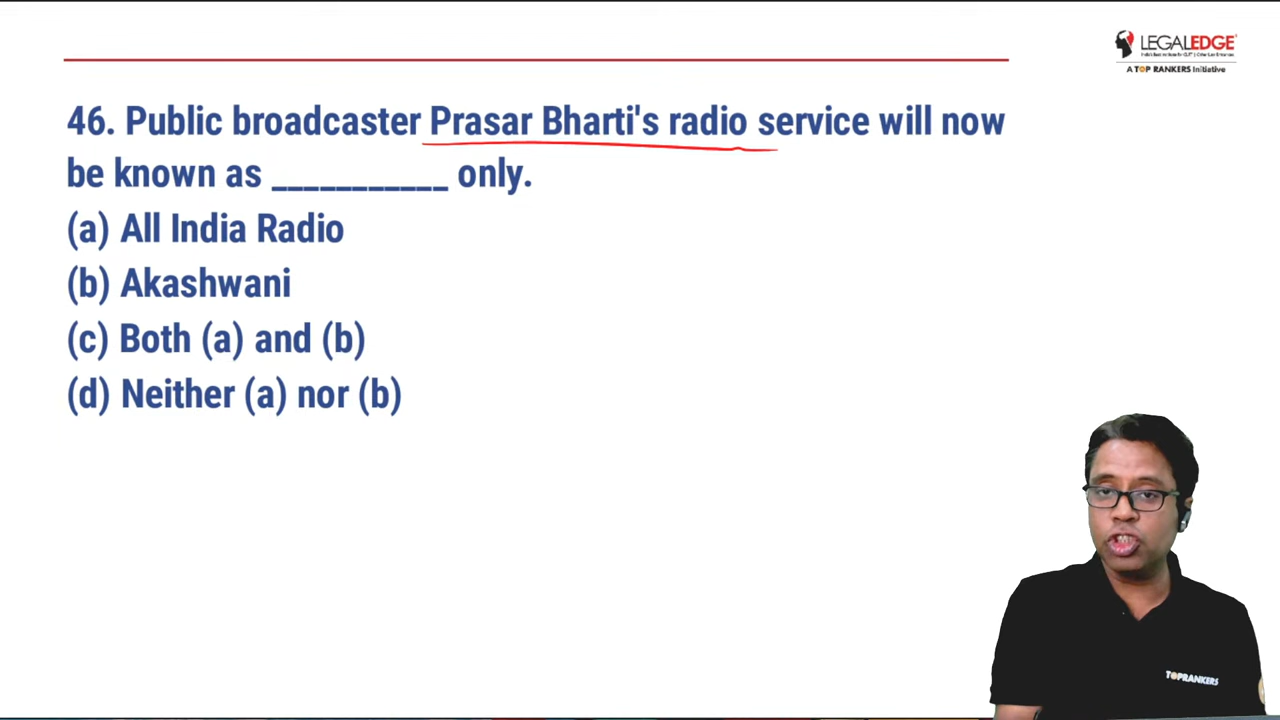 LEGALEDGE
A TOP RANKERS Initiative
46. Public broadcaster Prasar Bharti's radio service will now
be known as ___________ only.
(a) All India Radio
(b) Akashwani
(c) Both (a) and (b)
(d) Neither (a) nor (b)
TOPRANKERS